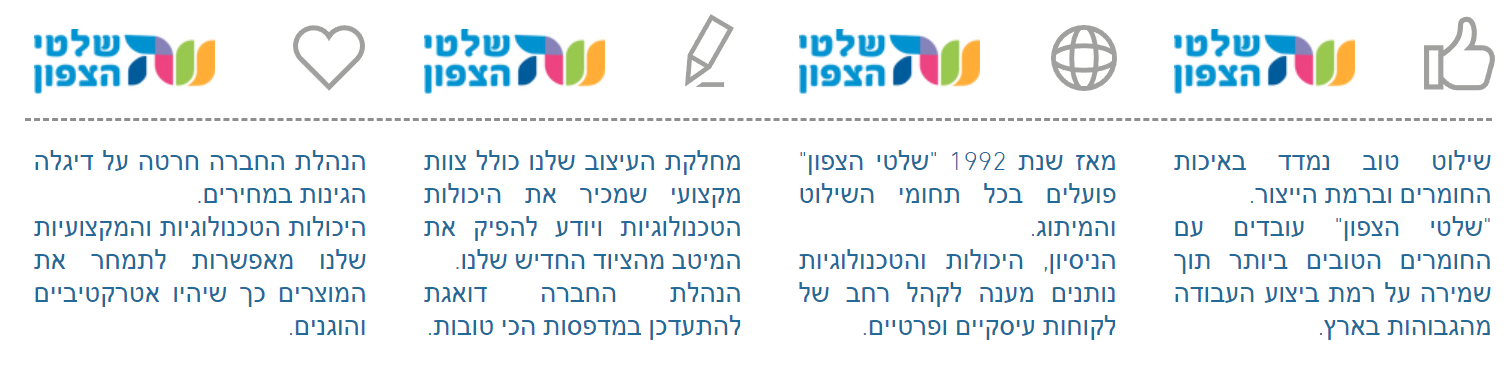 שלטי
הצפון
שילוט טוב נמדד באיכות
החומרים וברמת הייצור.
"שלטי הצפון" עובדים עם
החומרים הטובים ביותר תוך
שמירה על רמת ביצוע העבודה
מהגבוהות בארץ.
שלטי
הצפון
מאז שנת 1992 "שלטי הצפון"
פועלים בכל תחומי השילוט
והמיתוג.
הניסיון, היכולות והטכנולוגיות
נותנים מענה לקהל רחב של
לקוחות עיסקיים ופרטיים.
שלטי
הצפון
מחלקת העיצוב שלנו כולל צוות
מקצועי שמכיר את היכולות
הטכנולוגיות ויודע להפיק את
המיטב מהציוד החדיש שלנו.
הנהלת החברה דואגת
להתעדכן במדפסות הכי טובות.
שלטי
הצפון
הנהלת החברה חרטה על דיגלה
הגינות במחירים.
היכולות הטכנולוגיות והמקצועיות
שלנו מאפשרות לתמחר את
המוצרים כך שיהיו אטרקטיביים
והוגנים.